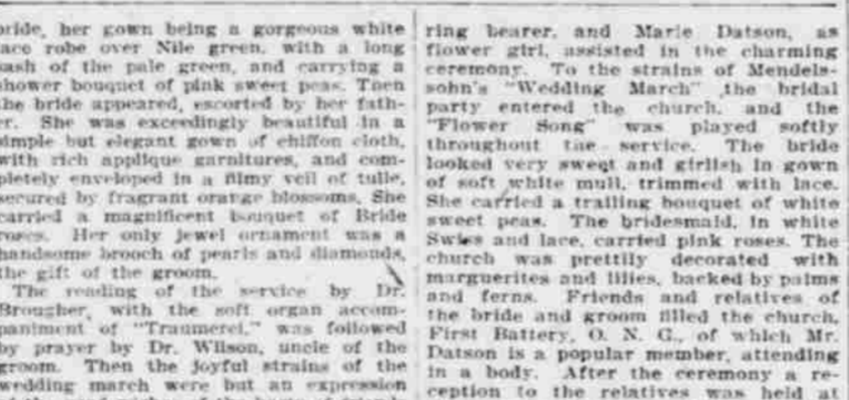 bride, her gown being a gorgeous white
lace robe over Nile green, with a long
sash of the pale green, and carrying a
shower bouquet of pink sweet peas. Then
the bride appeared, escorted by her fath-
er. She was exceedingly beautiful in a
simple but elegant gown of chiffon cloth,
with rich applique garnitures, and com-
pletely enveloped in a filmy veil of tulle,
secured by fragrant orange blossoms. She
carried a magnificent bouquet of Bride
roses. Her only jewel ornament was a
handsome brooch of pearls and diamonds,
the gift of the groom.
The reading of the service by Dr.
Brougher, with the soft organ accom-
paniment of "Traumerei," was followed
by prayer by Dr. Wilson, uncle of the
groom. Then the joyful strains of the
wedding march were but an expression
ring bearer, and Marie Datson, as
flower girl, assisted in the charming
ceremony. To the strains of Mendels-
sohn's "Wedding March" the bridal
party entered the church, and the
"Flower Song" was played softly
throughout the service. The bride
looked very sweet and girlish in gown
of soft white mull, trimmed with lace.
She carried a trailing bouquet of white
sweet peas. The bridesmaid, in white
Swiss and lace, carried pink roses. The
church was prettily decorated with
marguerites and lilies, backed by palms
and ferns. Friends and relatives of
the bride and groom filled the church,
First Battery, O. N. G., of which Mr.
Datson is a popular member, attending
in a body. After the ceremony a re-
ception to the relatives was held at